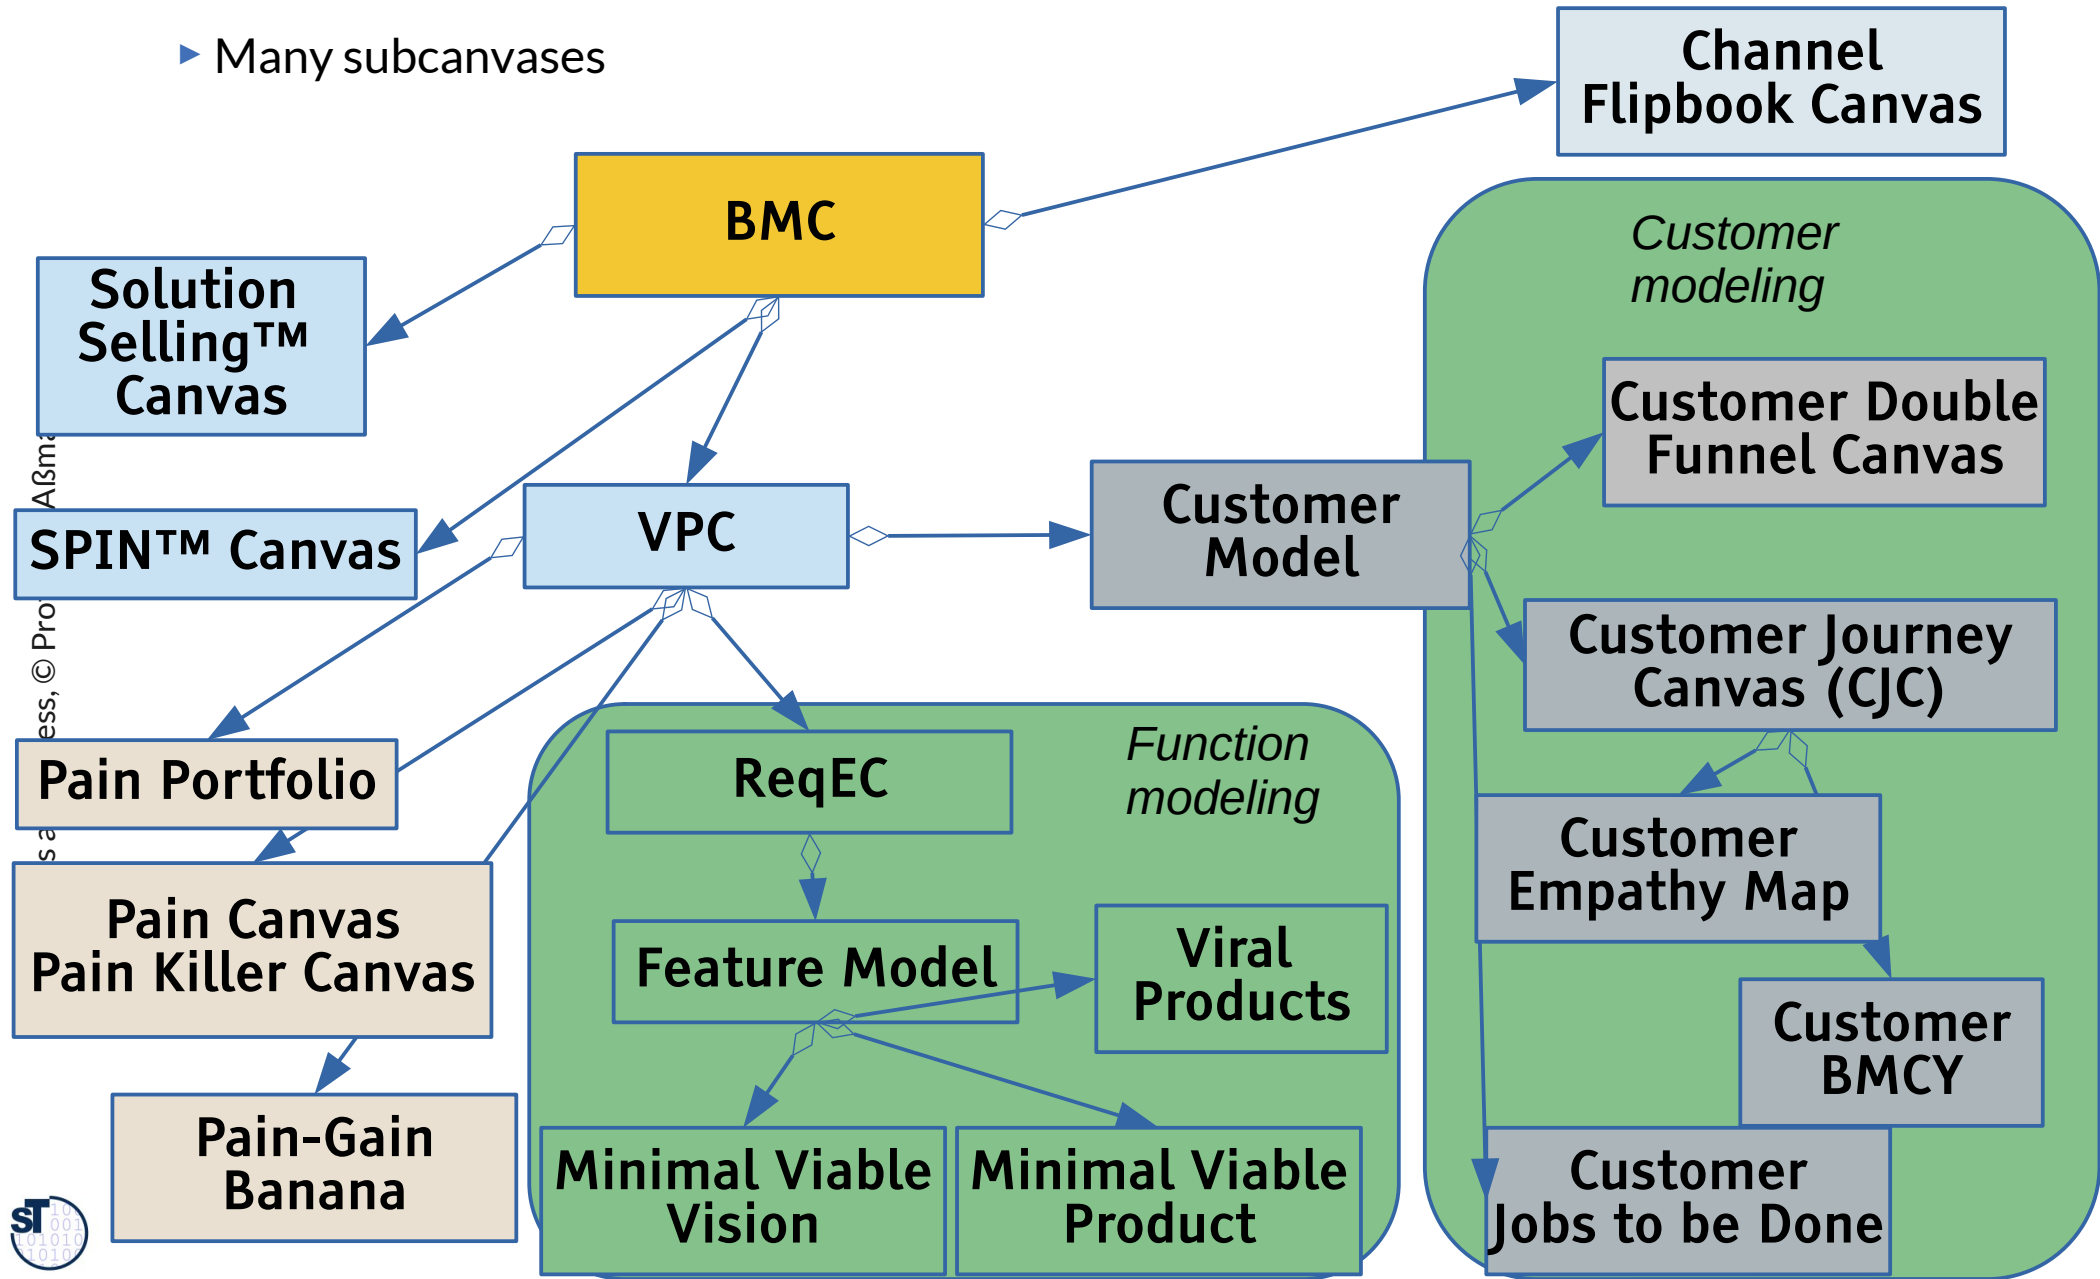 Many subcanvases
Channel
Flipbook Canvas
BMC
Customer
modeling
Solution
Selling™
Canvas
Customer Double
Funnel Canvas
Customer
Model
VPC
SPIN™ Canvas
Customer Journey
Canvas (CJC)
ReqEC
Function
modeling
Pain Portfolio
Customer
Empathy Map
Pain Canvas
Pain Killer Canvas
Feature Model
Viral
Products
Customer
BMCY
Pain-Gain
Banana
Minimal Viable
Vision
Minimal Viable
Product
Customer
Jobs to be Done
ST